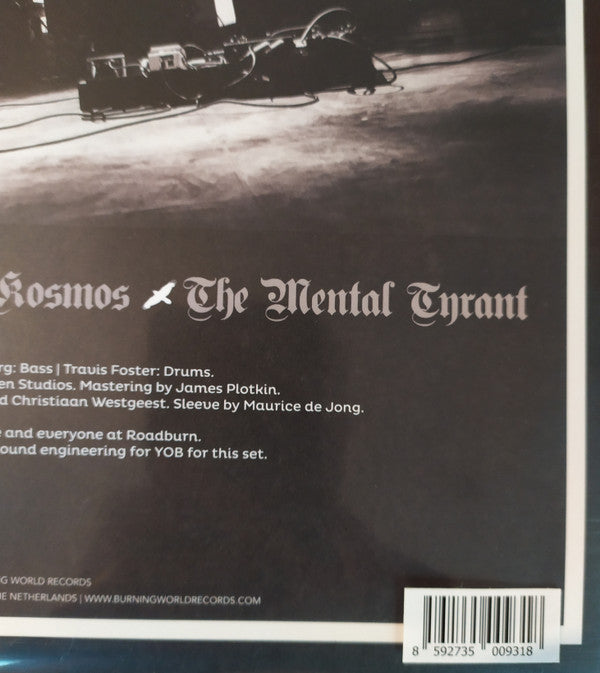 Kosmos The Mental Tyrant
rg: Bass | Travis Foster: Drums.
en Studios. Mastering by James Plotkin.
d Christiaan Westgeest. Sleeve by Maurice de Jong.
e and everyone at Roadburn.
ound engineering for YOB for this set.
G WORLD RECORDS
HE NETHERLANDS | WWW.BURNINGWORLDRECORDS.COM
8 592735 009318